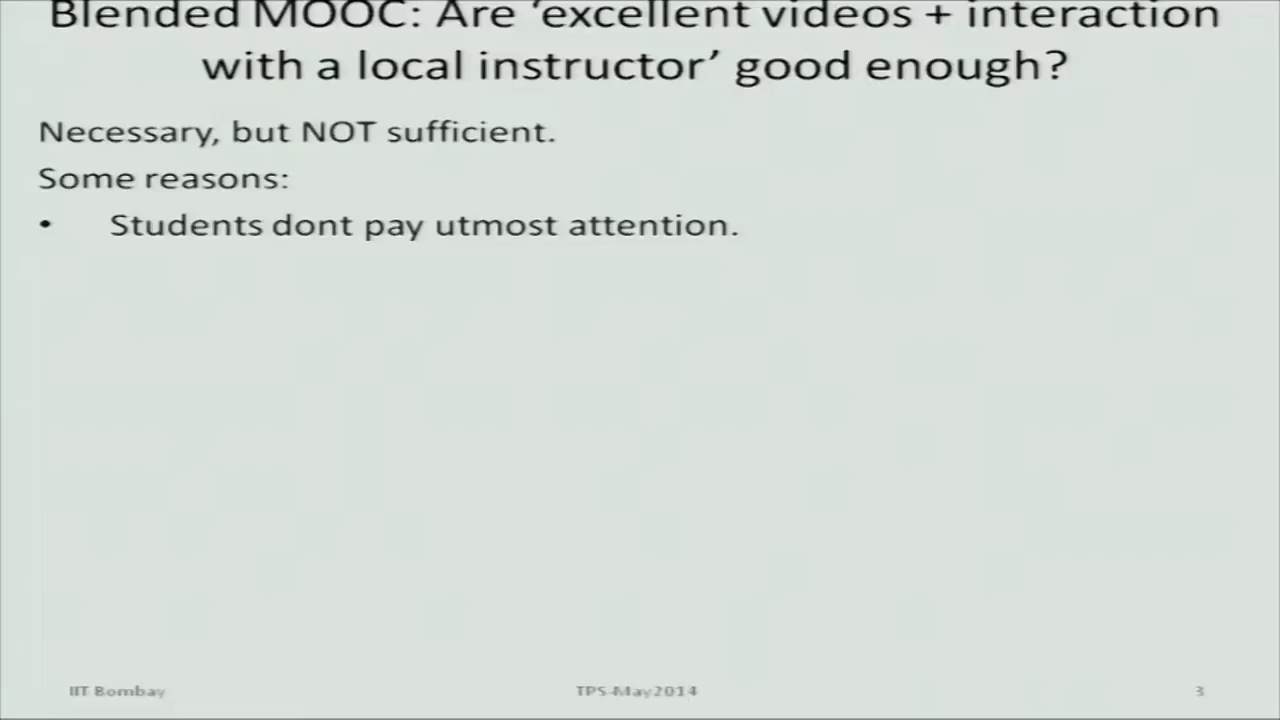 Blended MOOC: Are ‘excellent videos + interaction
with a local instructor’ good enough?
Necessary, but NOT sufficient.
Some reasons:
• Students dont pay utmost attention.
IIT Bombay TPS-May2014 3